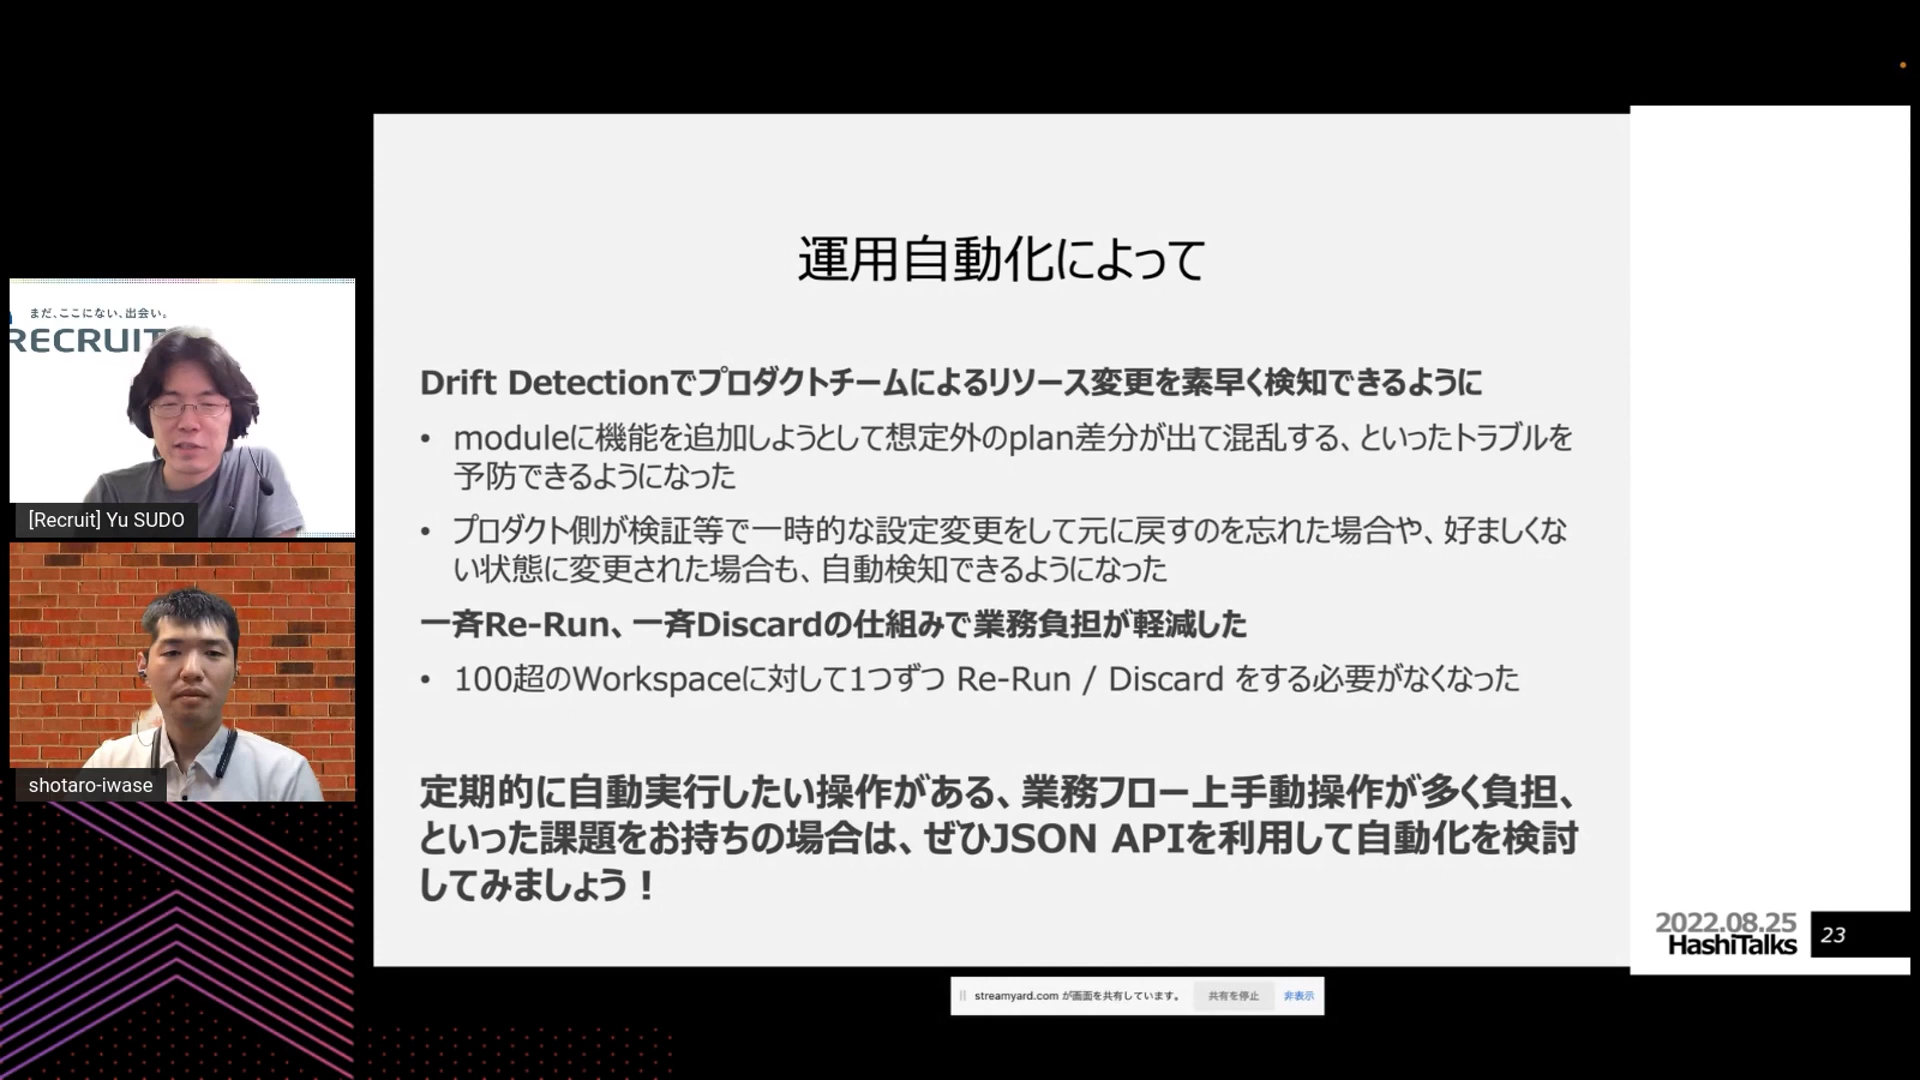 運用自動化によって
Drift Detectionでプロダクトチームによるリソース変更を素早く検知できるように
• moduleに機能を追加しようとして想定外のplan差分が出て混乱する、といったトラブルを
予防できるようになった
• プロダクト側が検証等で一時的な設定変更をして元に戻すのを忘れた場合や、好ましくな
い状態に変更された場合も、自動検知できるようになった
一斉Re-Run、一斉Discardの仕組みで業務負担が軽減した
• 100超のWorkspaceに対して1つずつ Re-Run / Discard をする必要がなくなった
定期的に自動実行したい操作がある、業務フロー上手動操作が多く負担、
といった課題をお持ちの場合は、ぜひJSON APIを利用して自動化を検討
してみましょう！
まだ、ここにない、出会い。
RECRUIT
[Recruit] Yu SUDO
shotaro-iwase
2022.08.25
HashiTalks
23
streamyard.com が画面を共有しています。 共有を停止 非表示